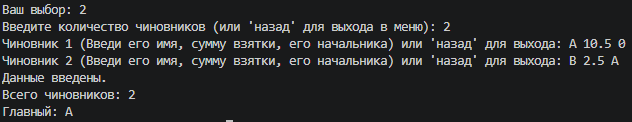 Ваш выбор: 2
Введите количество чиновников (или 'назад' для выхода в меню): 2
Чиновник 1 (Введи его имя, сумму взятки, его начальника) или 'назад' для выхода: A 10.5 0
Чиновник 2 (Введи его имя, сумму взятки, его начальника) или 'назад' для выхода: B 2.5 A
Данные введены.
Всего чиновников: 2
Главный: A